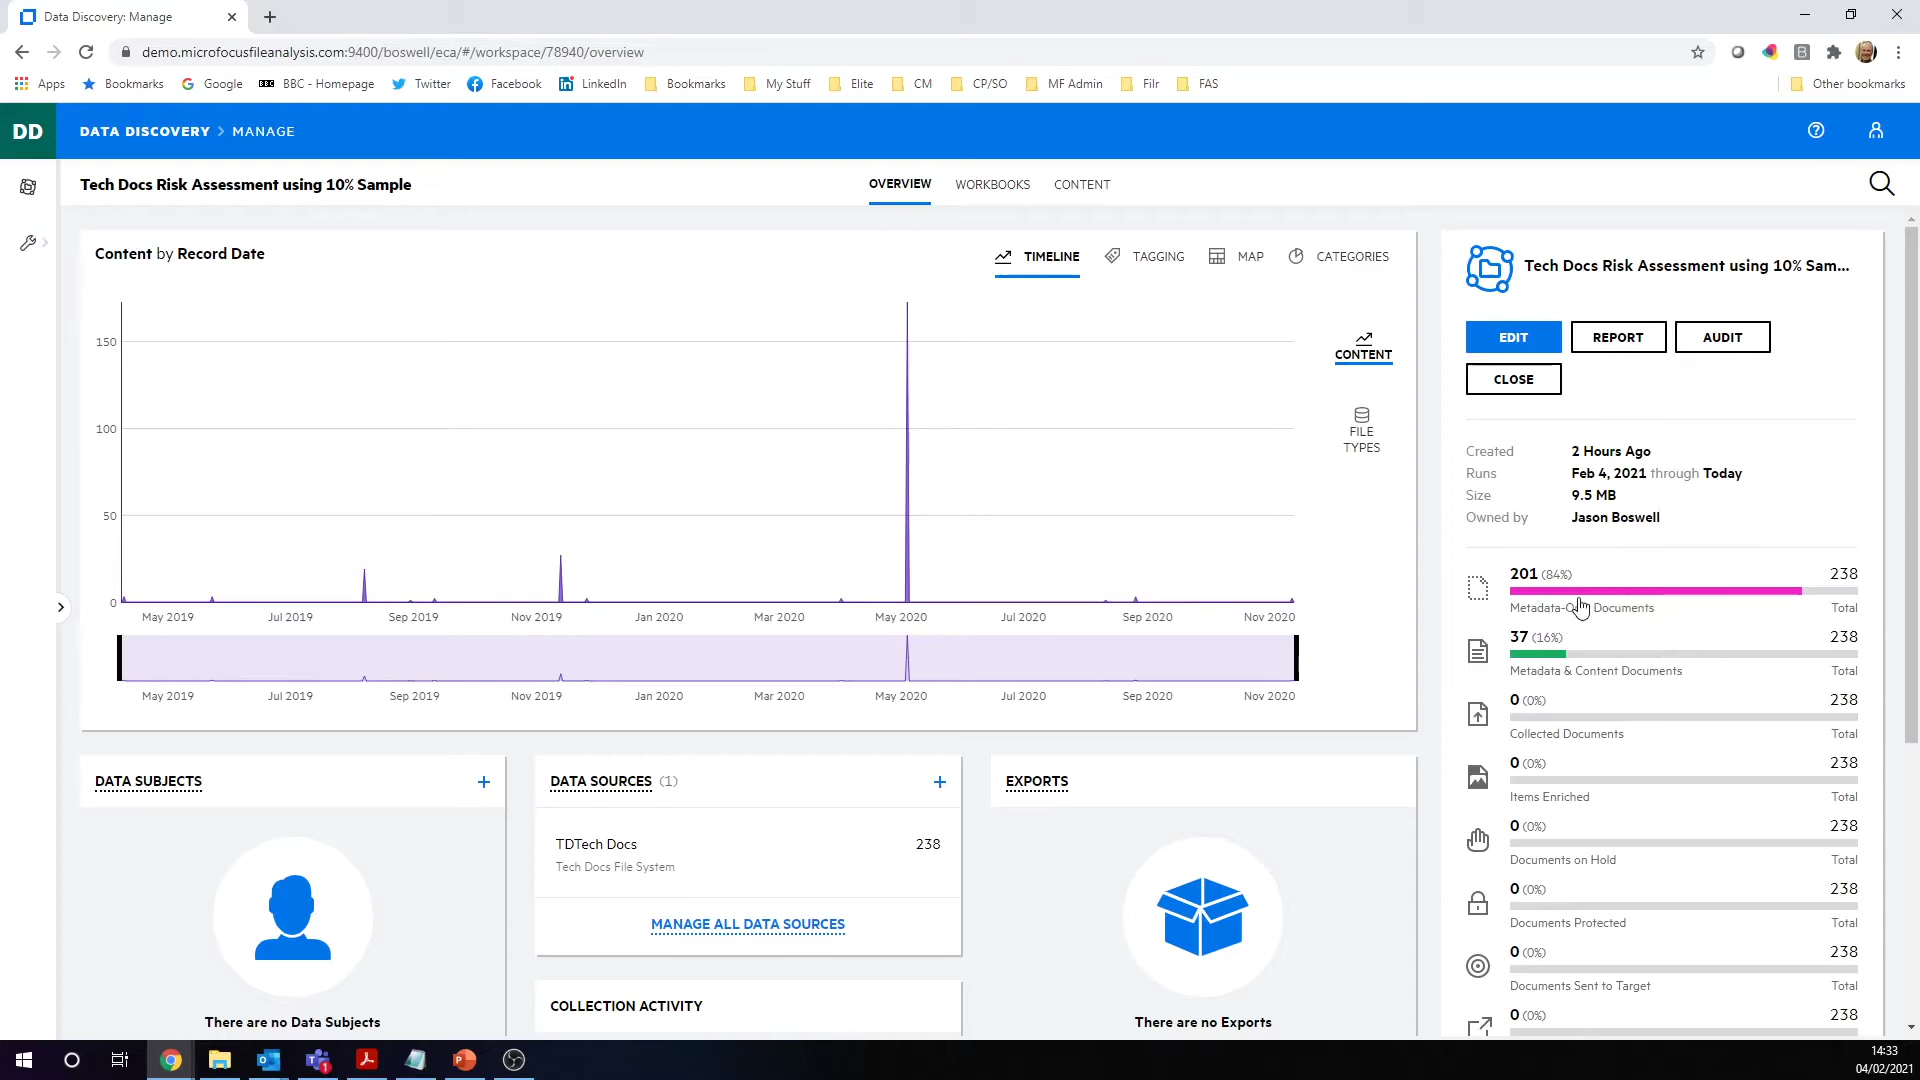 Data Discovery: Manage
demo.microfocusfileanalysis.com:9400/boswell/eca/#/workspace/78940/overview
Apps Bookmarks Google BBC - Homepage Twitter Facebook LinkedIn Bookmarks My Stuff Elite CM CP/SO MF Admin Filr FAS Other bookmarks
DD DATA DISCOVERY > MANAGE
Tech Docs Risk Assessment using 10% Sample
OVERVIEW WORKBOOKS CONTENT
Content by Record Date
TIMELINE TAGGING MAP CATEGORIES
150
100
50
0
May 2019 Jul 2019 Sep 2019 Nov 2019 Jan 2020 Mar 2020 May 2020 Jul 2020 Sep 2020 Nov 2020
May 2019 Jul 2019 Sep 2019 Nov 2019 Jan 2020 Mar 2020 May 2020 Jul 2020 Sep 2020 Nov 2020
CONTENT
FILE
TYPES
DATA SUBJECTS +
There are no Data Subjects
DATA SOURCES (1) +
TDTech Docs 238
Tech Docs File System
MANAGE ALL DATA SOURCES
COLLECTION ACTIVITY
EXPORTS
There are no Exports
Tech Docs Risk Assessment using 10% Sam...
EDIT REPORT AUDIT
CLOSE
Created 2 Hours Ago
Runs Feb 4, 2021 through Today
Size 9.5 MB
Owned by Jason Boswell
201 (84%) 238
Metadata-O Documents Total
37 (16%) 238
Metadata & Content Documents Total
0 (0%) 238
Collected Documents Total
0 (0%) 238
Items Enriched Total
0 (0%) 238
Documents on Hold Total
0 (0%) 238
Documents Protected Total
0 (0%) 238
Documents Sent to Target Total
0 (0%) 238
14:33
04/02/2021